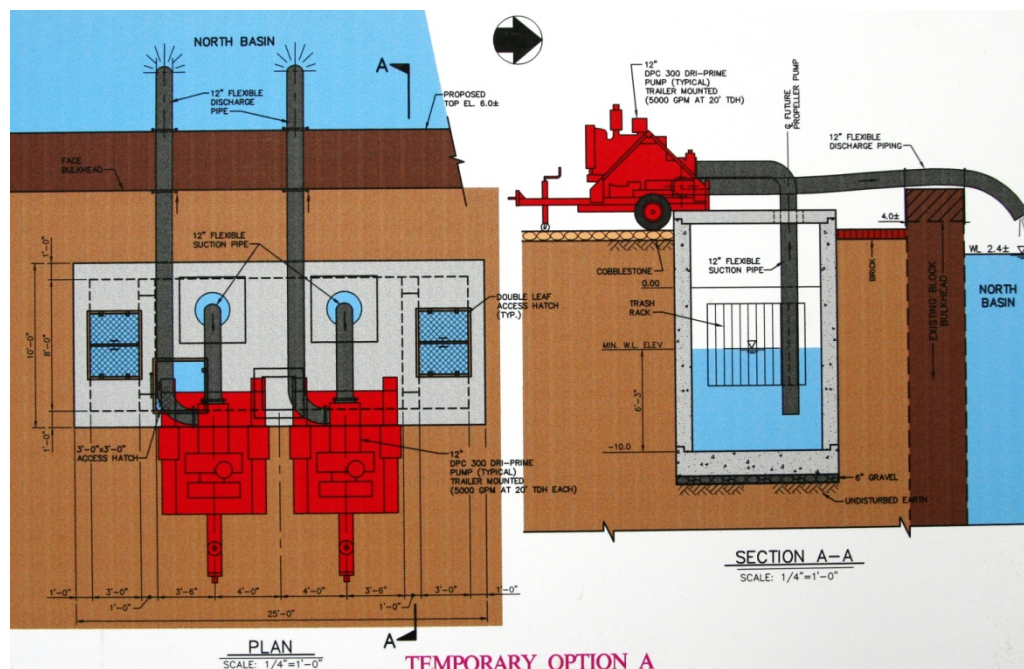 NORTH BASIN
A
12" FLEXIBLE
DISCHARGE
PIPE
PROPOSED
TOP EL. 6.0±
FACE
BULKHEAD
12" FLEXIBLE
SUCTION PIPE
DOUBLE LEAF
ACCESS HATCH
(TYP.)
1'-0"
10'-0"
8'-0"
1'-0"
3'-0"=3'-0"
ACCESS HATCH
12"
DPC 300 DRI-PRIME
PUMP (TYPICAL)
TRAILER MOUNTED
(5000 GPM AT 20' TDH EACH)
1'-0"
3'-0"
1'-0"
3'-6"
4'-0"
4'-0"
3'-6"
1'-0"
3'-0"
1'-0"
25'-0"
A
PLAN
SCALE: 1/4"=1'-0"
12"
DPC 300 DRI-PRIME
PUMP (TYPICAL)
TRAILER MOUNTED
(5000 GPM AT 20' TDH)
℄ FUTURE
PROPELLER PUMP
12" FLEXIBLE
DISCHARGE PIPING
4.0±
WL 2.4±
COBBLESTONE
0.00
12" FLEXIBLE
SUCTION PIPE
BRICK
EXISTING BLOCK
BULKHEAD
NORTH
BASIN
TRASH
RACK
MIN. W.L. ELEV
6'-3"
-10.0
6" GRAVEL
UNDISTURBED EARTH
SECTION A-A
SCALE: 1/4"=1'-0"
TEMPORARY OPTION A